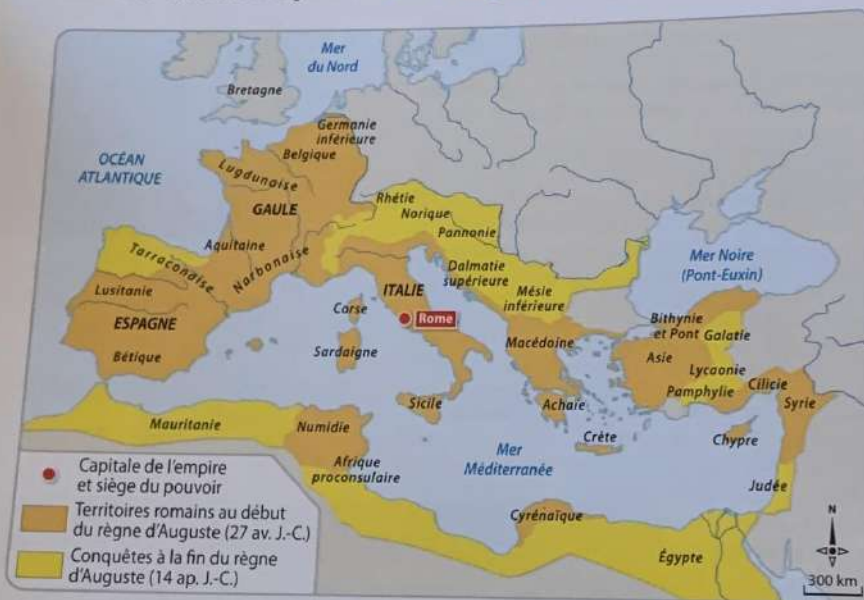 Mer
du Nord
Bretagne
Germanie
inférieure
Belgique
OCÉAN
ATLANTIQUE
Lugdunaise
GAULE
Rhétie
Norique
Pannonie
Aquitaine
Narbonaise
Tarraconaise
Lusitanie
ESPAGNE
Bétique
Corse
Sardaigne
ITALIE
Rome
Dalmatie
supérieure
Mésie
inférieure
Mer Noire
(Pont-Euxin)
Macédoine
Bithynie
et Pont
Galatie
Asie
Lycaonie
Pamphylie
Cilicie
Syrie
Sicile
Achaïe
Crète
Chypre
Mauritanie
Numidie
Afrique
proconsulaire
Mer
Méditerranée
Judée
Cyrénaïque
Égypte
Capitale de l'empire
et siège du pouvoir
Territoires romains au début
du règne d'Auguste (27 av. J.-C.)
Conquêtes à la fin du règne
d'Auguste (14 ap. J.-C.)
N
300 km